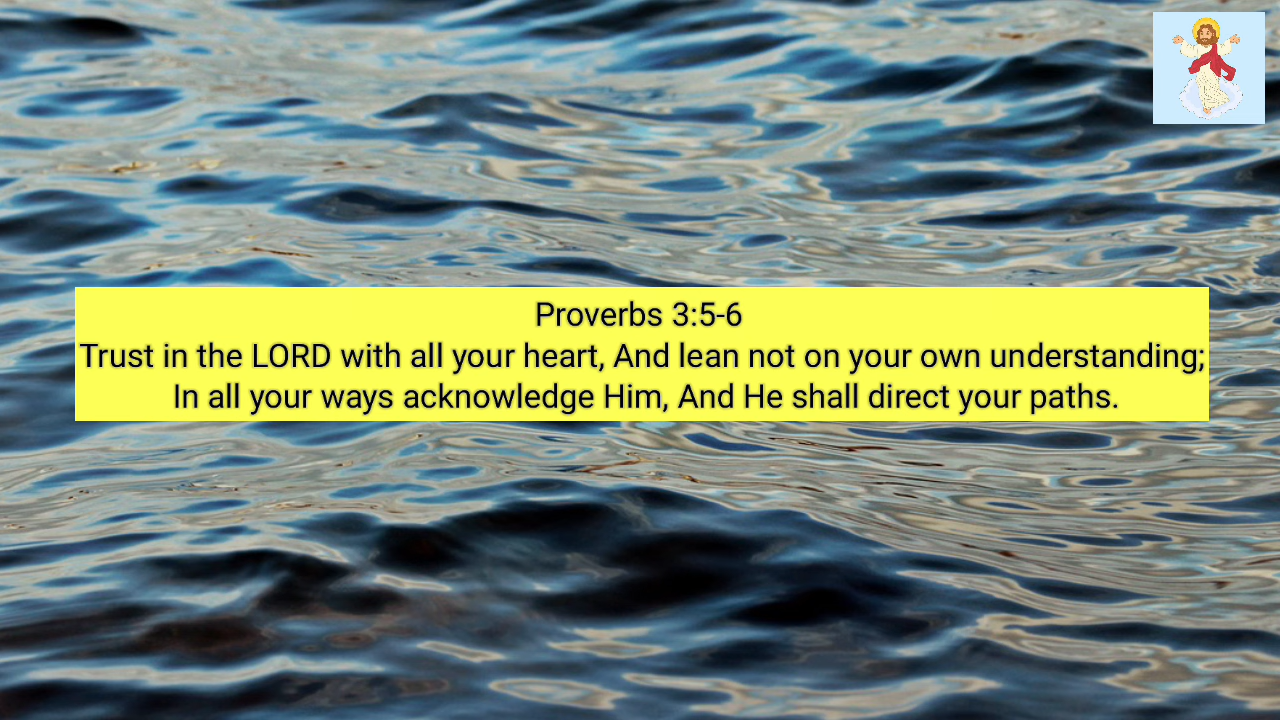 Proverbs 3:5-6
Trust in the LORD with all your heart, And lean not on your own understanding;
In all your ways acknowledge Him, And He shall direct your paths.